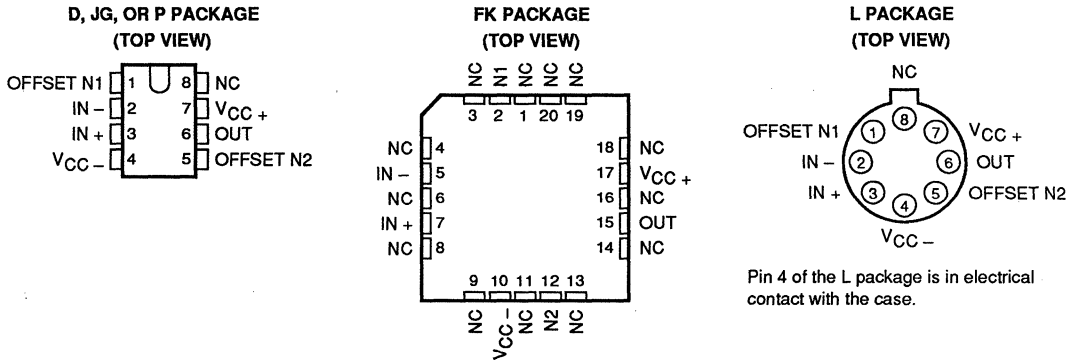 D, JG, OR P PACKAGE
(TOP VIEW)
OFFSET N1 1 8 NC
IN – 2 7 VCC +
IN + 3 6 OUT
VCC – 4 5 OFFSET N2
FK PACKAGE
(TOP VIEW)
NC N1 NC NC NC
3 2 1 20 19
NC 4 18 NC
IN – 5 17 VCC +
NC 6 16 NC
IN + 7 15 OUT
NC 8 14 NC
9 10 11 12 13
NC VCC – NC N2 NC
L PACKAGE
(TOP VIEW)
NC
8
OFFSET N1 1 7 VCC +
IN – 2 6 OUT
IN + 3 5 OFFSET N2
4
VCC –
Pin 4 of the L package is in electrical
contact with the case.